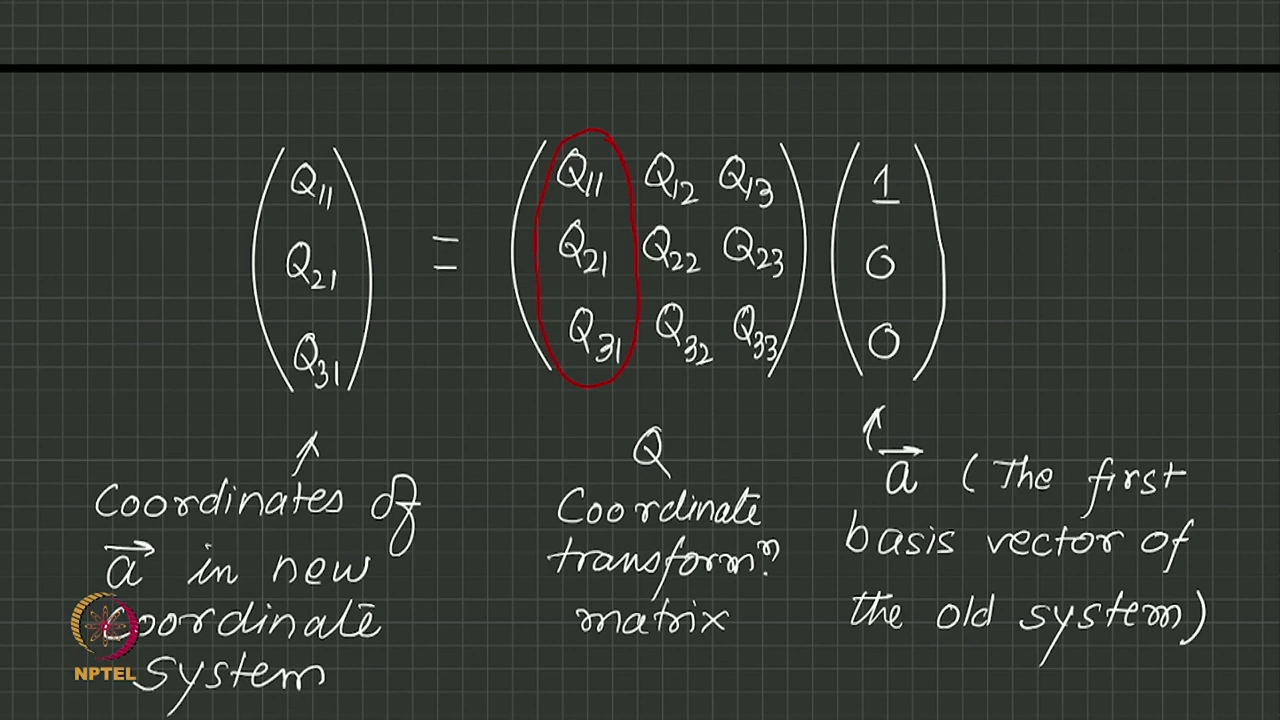 Q11 = Q11 Q12 Q13 1
Q21 Q21 Q22 Q23 0
Q31 Q31 Q32 Q33 0
Coordinates of
a⃗ in new
coordinate
system
Q
Coordinate
transformⁿ.
matrix
a⃗ (The first
basis vector of
the old system)
NPTEL